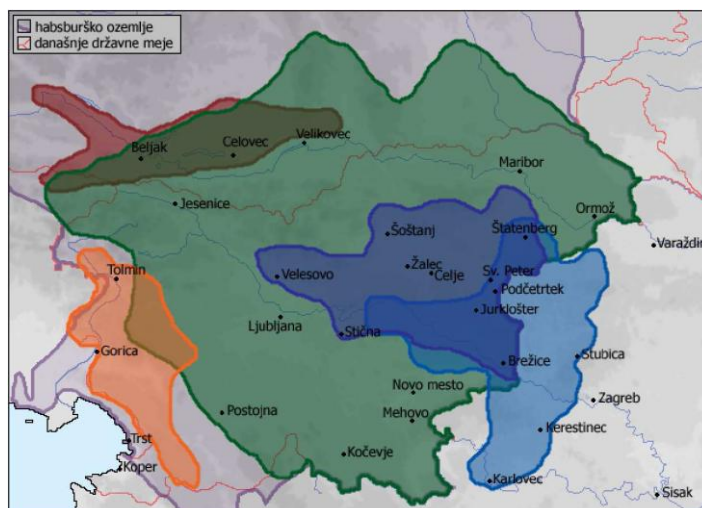 habsburško ozemlje
današnje državne meje
Velikovec
Beljak
Celovec
Maribor
Jesenice
Ormož
Šoštanj
Štatenberg
Varaždin
Tolmin
Velesovo
Žalec
Celje
Sv. Peter
Podčetrtek
Ljubljana
Stična
Jurklošter
Gorica
Brežice
Stubica
Novo mesto
Zagreb
Postojna
Mehovo
Kerestinec
Trst
Kočevje
Koper
Karlovec
Sisak